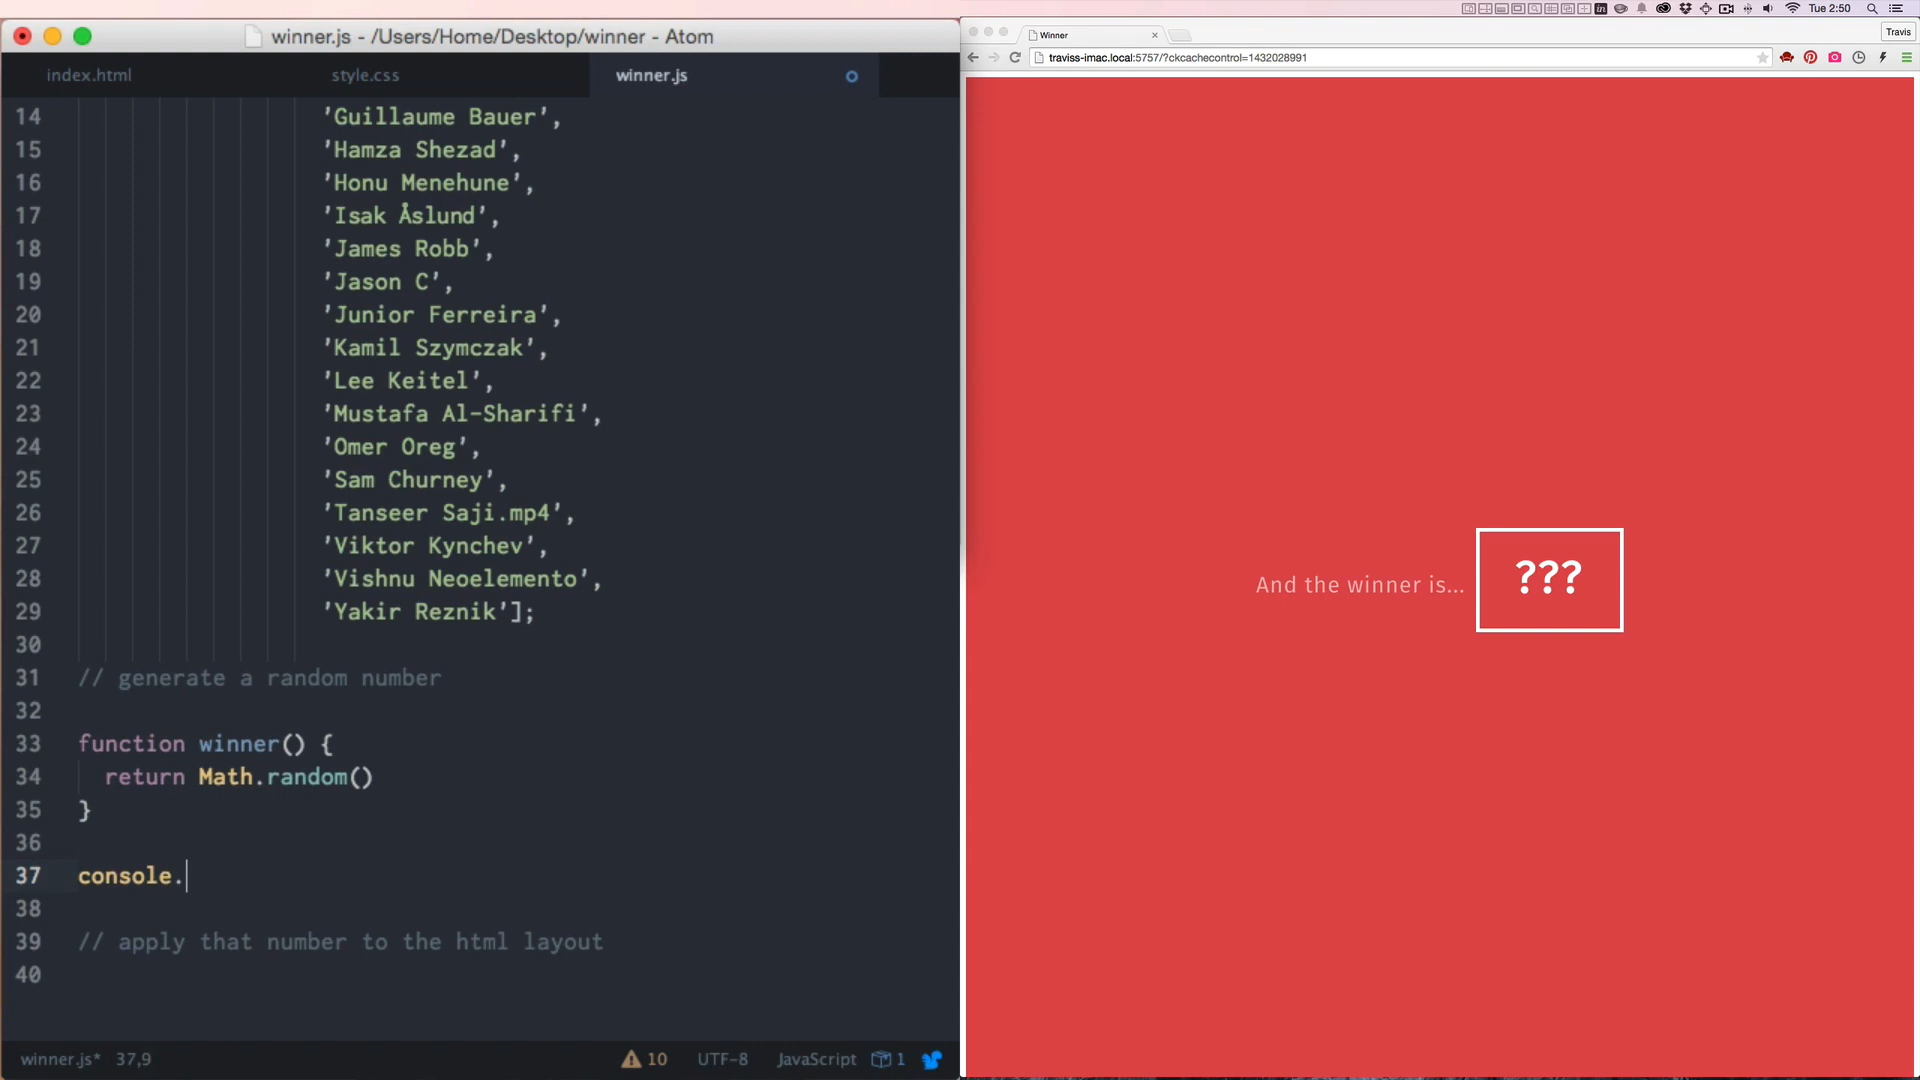 winner.js - /Users/Home/Desktop/winner - Atom
index.html
style.css
winner.js
14 'Guillaume Bauer',
15 'Hamza Shezad',
16 'Honu Menehune',
17 'Isak Åslund',
18 'James Robb',
19 'Jason C',
20 'Junior Ferreira',
21 'Kamil Szymczak',
22 'Lee Keitel',
23 'Mustafa Al-Sharifi',
24 'Omer Oreg',
25 'Sam Churney',
26 'Tanseer Saji.mp4',
27 'Viktor Kynchev',
28 'Vishnu Neoelemento',
29 'Yakir Reznik'];
30
31 // generate a random number
32
33 function winner() {
34 return Math.random()
35 }
36
37 console.
38
39 // apply that number to the html layout
40
winner.js* 37,9
10
UTF-8
JavaScript
1
Tue 2:50
Winner
Travis
traviss-imac.local:5757/?ckcachecontrol=1432028991
And the winner is...
???